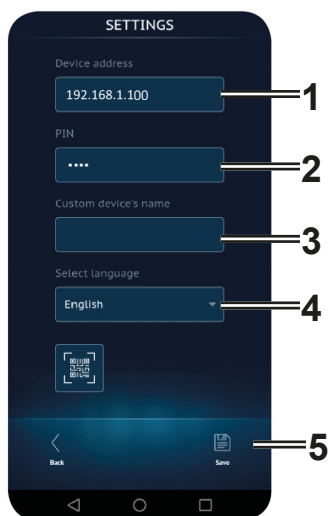 SETTINGS
Device address
192.168.1.100
1
PIN
••••
2
Custom device's name
3
Select language
English
4
5
Back
Save